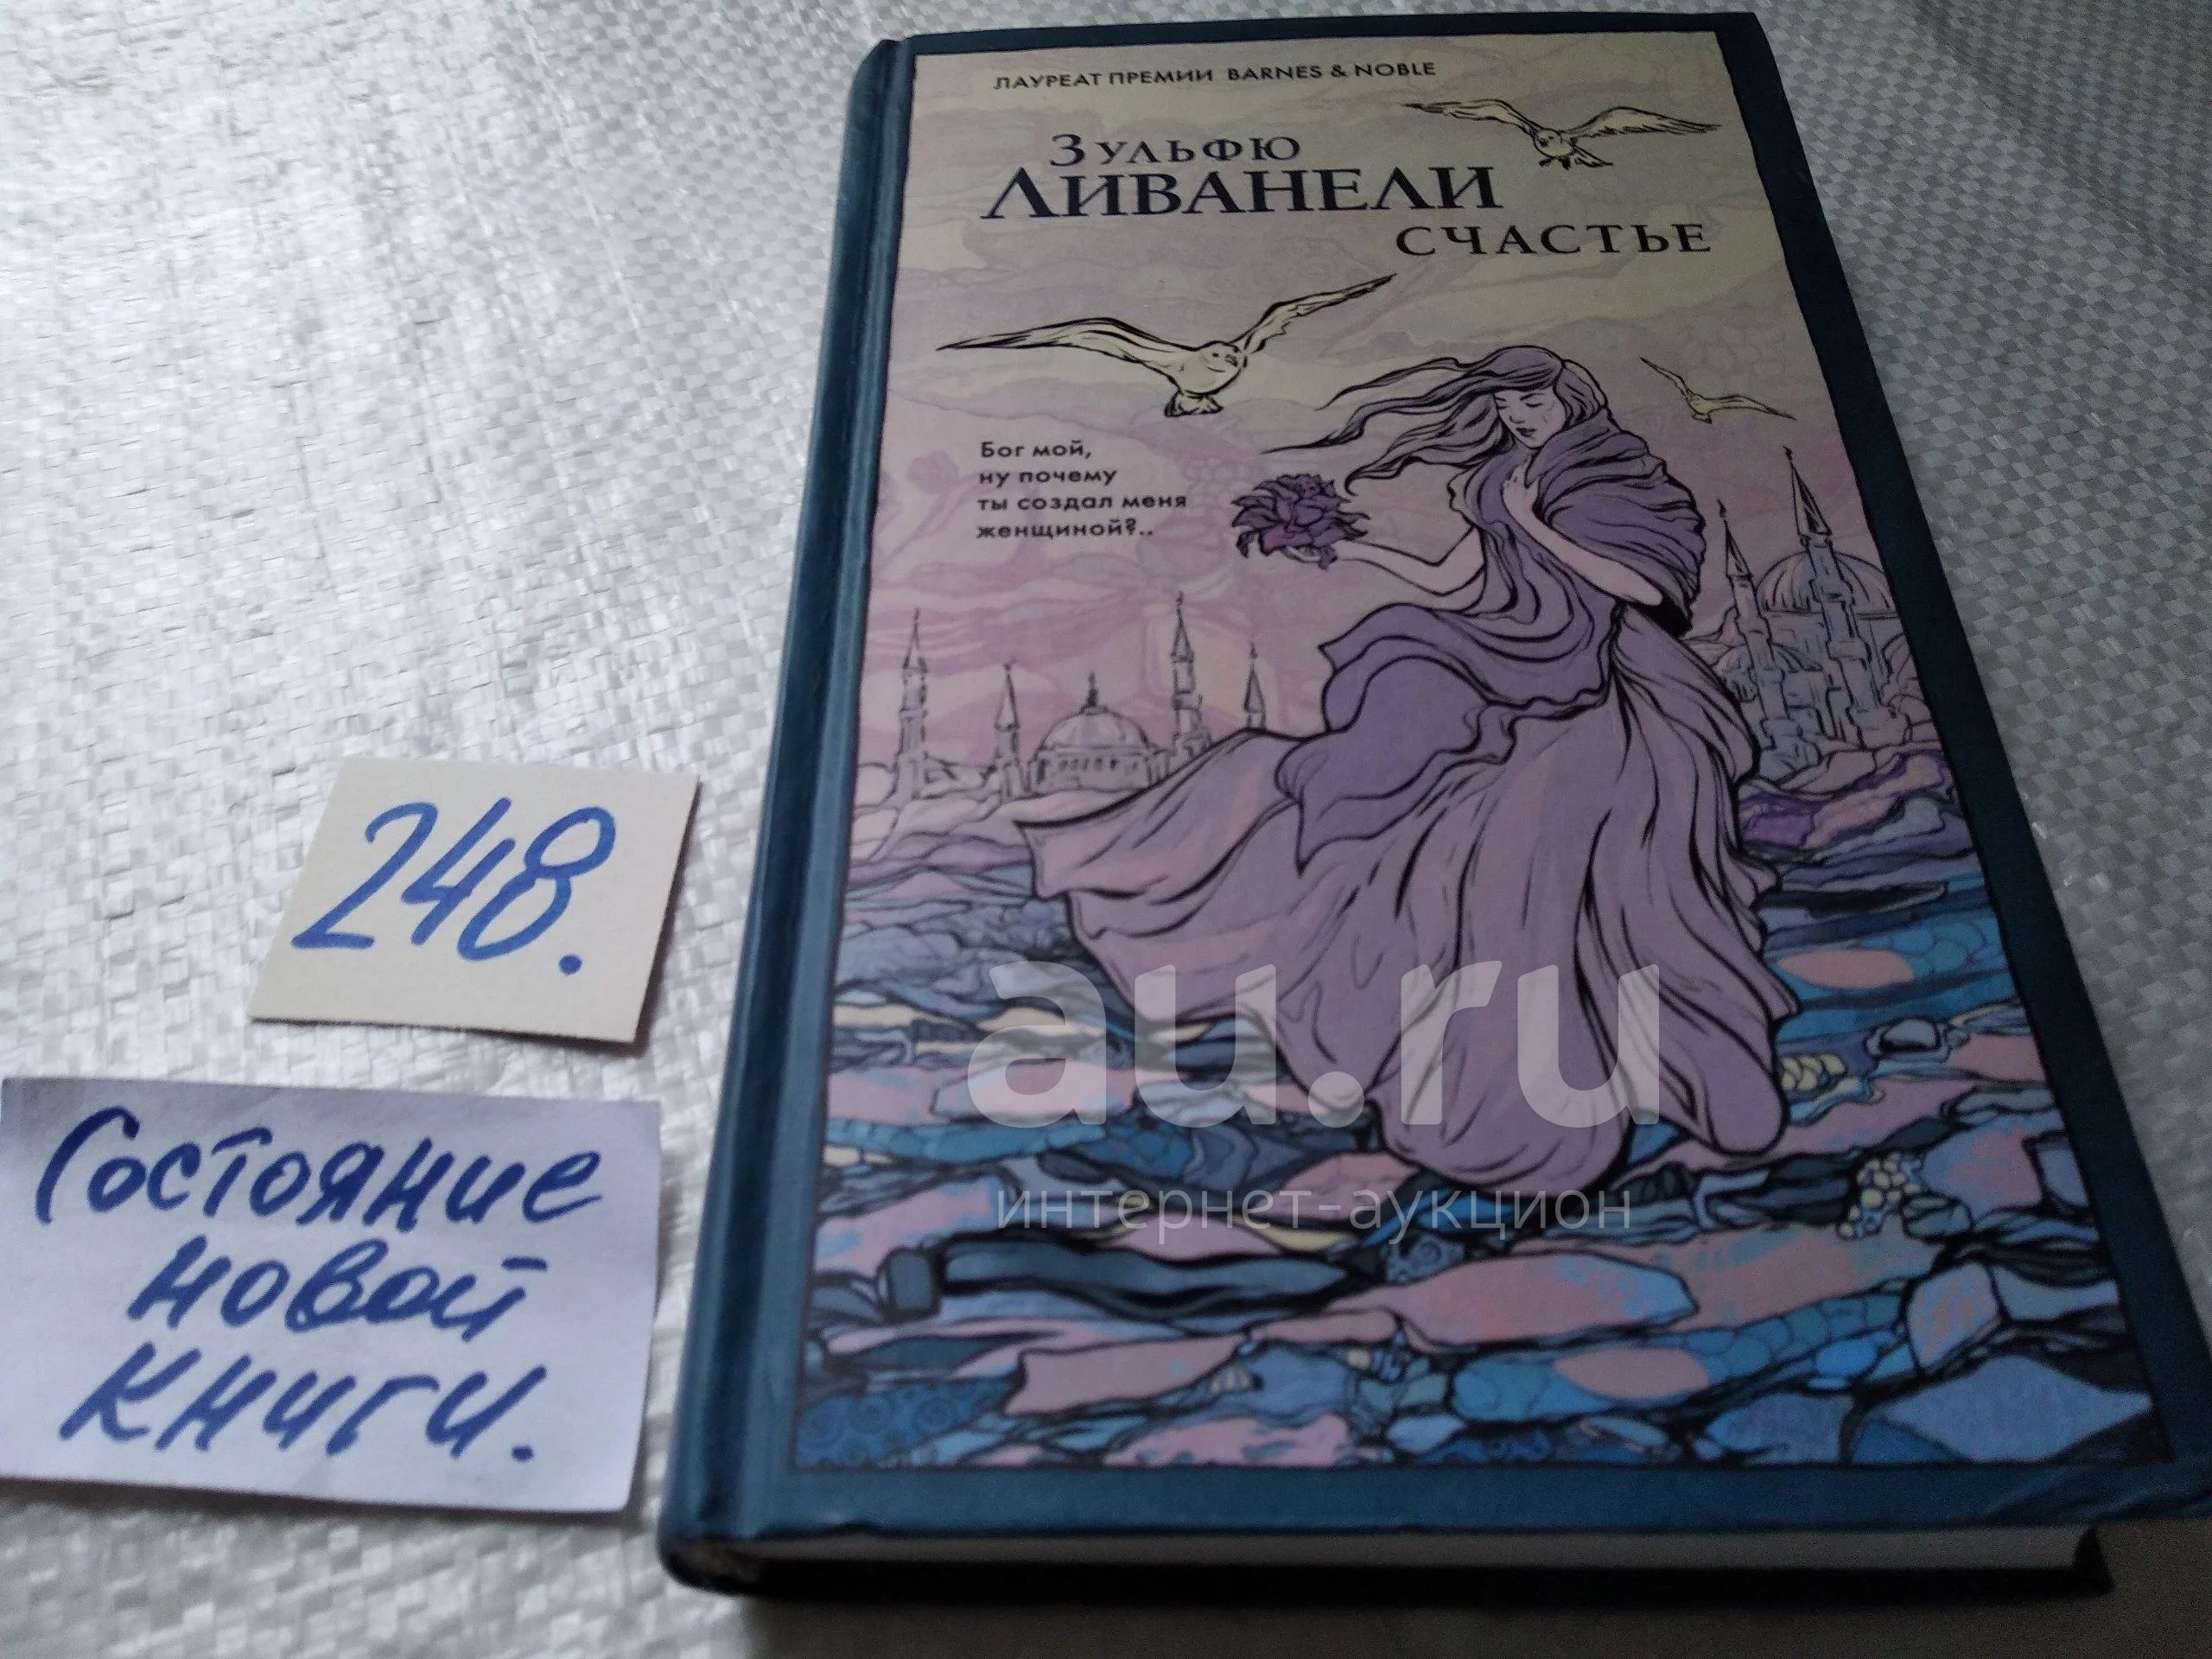 ЛАУРЕАТ ПРЕМИИ BARNES & NOBLE
ЗУЛЬФЮ
ЛИВАНЕЛИ
СЧАСТЬЕ
Бог мой,
ну почему
ты создал меня
женщиной?..
248.
Состояние
новой
книги.
au.ru
интернет-аукцион